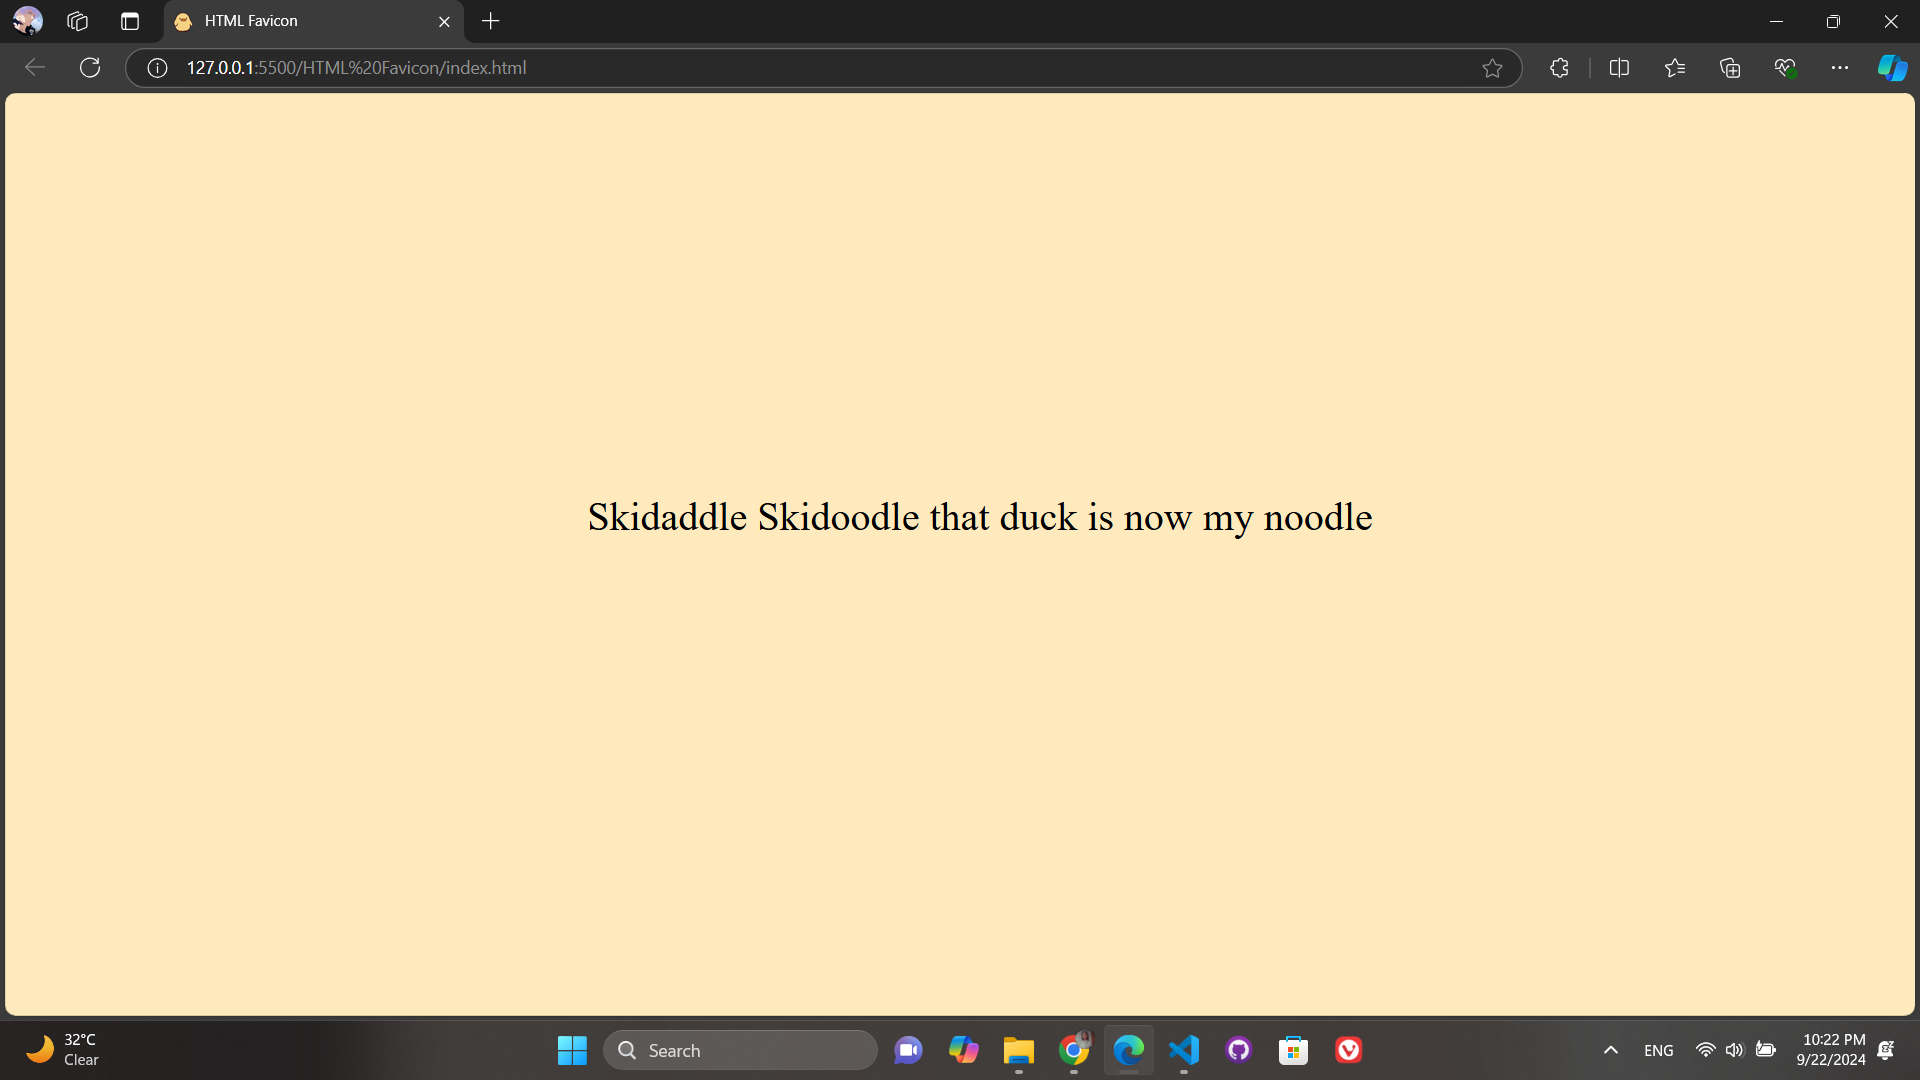 HTML Favicon
127.0.0.1:5500/HTML%20Favicon/index.html
Skidaddle Skidoodle that duck is now my noodle
32°C
Clear
Search
ENG
10:22 PM
9/22/2024